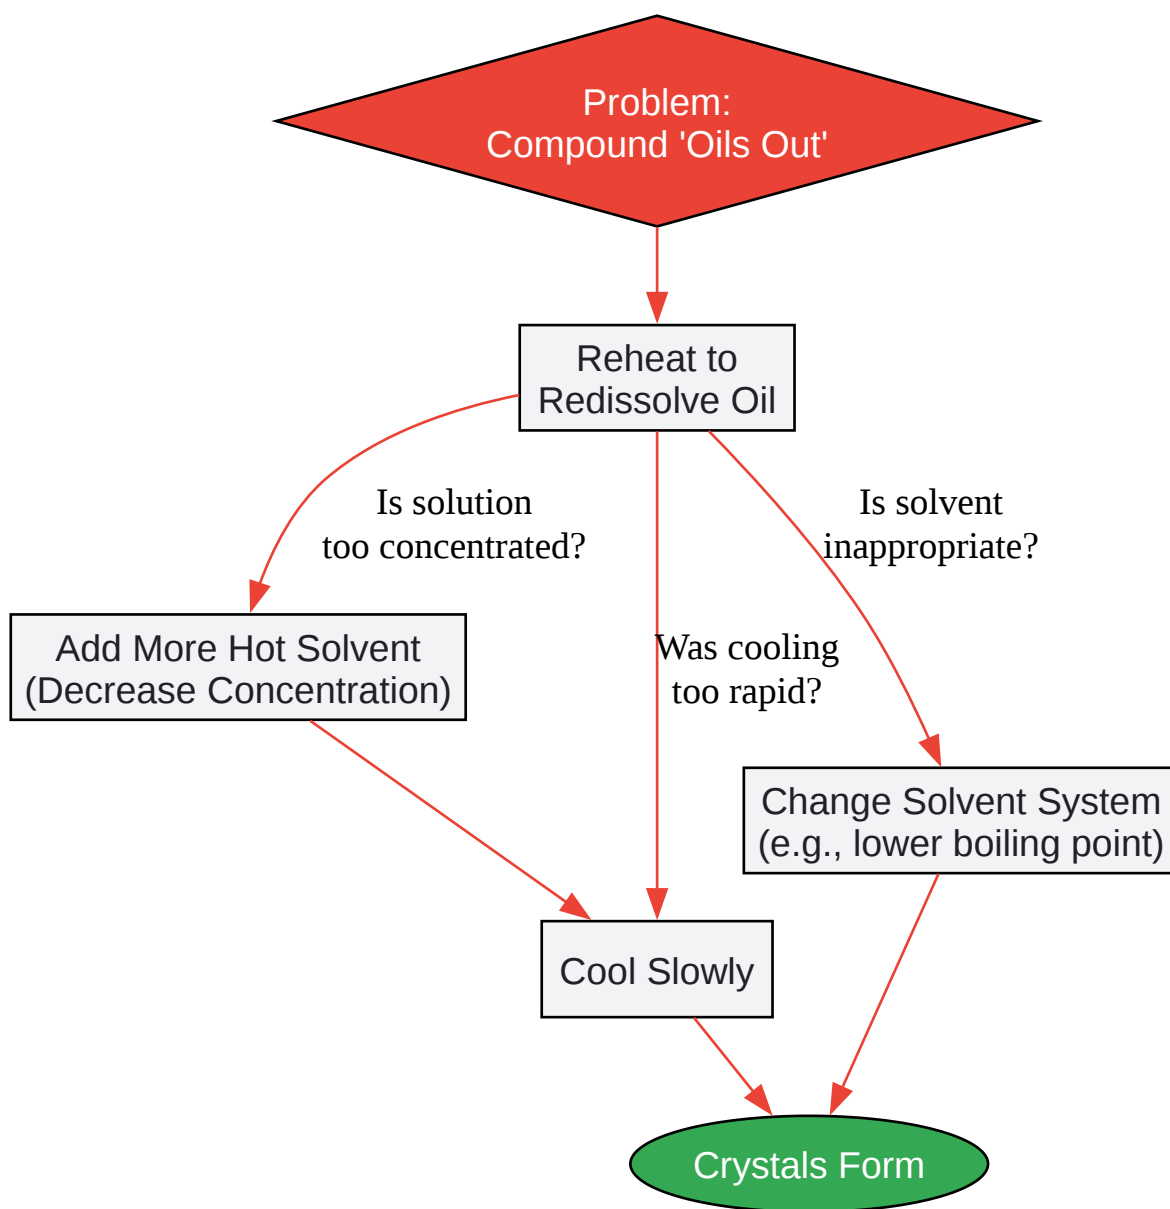 Problem:
Compound 'Oils Out'
Reheat to
Redissolve Oil
Is solution
too concentrated?
Is solvent
inappropriate?
Was cooling
too rapid?
Add More Hot Solvent
(Decrease Concentration)
Change Solvent System
(e.g., lower boiling point)
Cool Slowly
Crystals Form